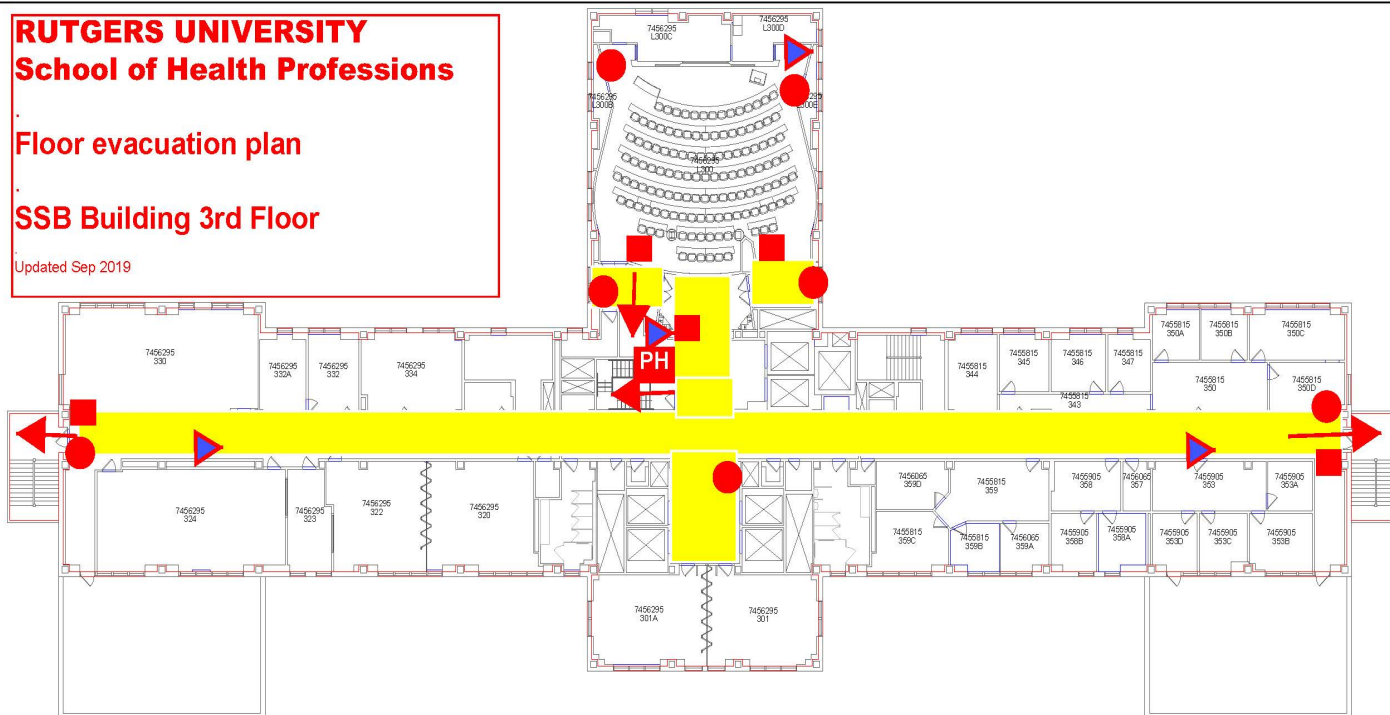 RUTGERS UNIVERSITY
School of Health Professions
.
Floor evacuation plan
.
SSB Building 3rd Floor
.
Updated Sep 2019
7456295
L300C
7456295
L300D
7456295
L300B
L300E
7456295
L300
PH
7456295
330
7456295
332A
7456295
332
7456295
334
7455815
344
7455815
345
7455815
346
7455815
347
7455815
343
7455815
350A
7455815
350B
7455815
350C
7455815
350
7455815
350D
7456295
324
7456295
323
7456295
322
7456295
320
7456065
359D
7455815
359
7455905
358
7456065
357
7455905
353
7455905
353A
7455815
359C
7455815
359B
7456065
359A
7455905
358B
7455905
358A
7455905
353D
7455905
353C
7455905
353B
7456295
301A
7456295
301